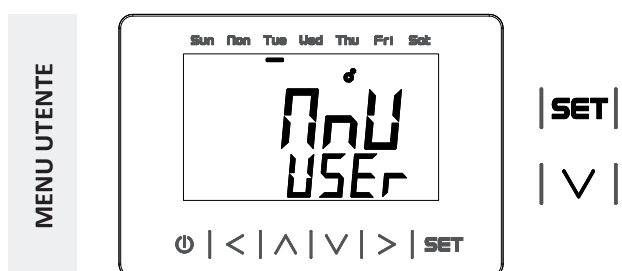 MENU UTENTE
Sun Mon Tue Wed Thu Fri Sat
MnU
USEr
SET
SET